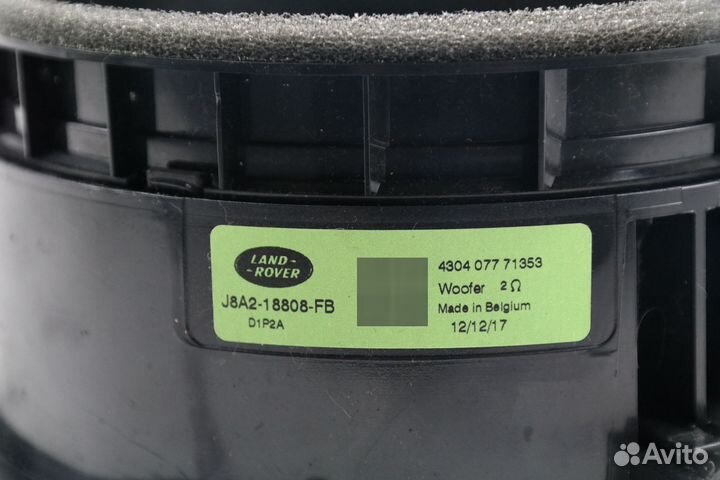 LAND-
-ROVER
J8A2-18808-FB
D1P2A
4304 077 71353
Woofer 2Ω
Made in Belgium
12/12/17
Avito